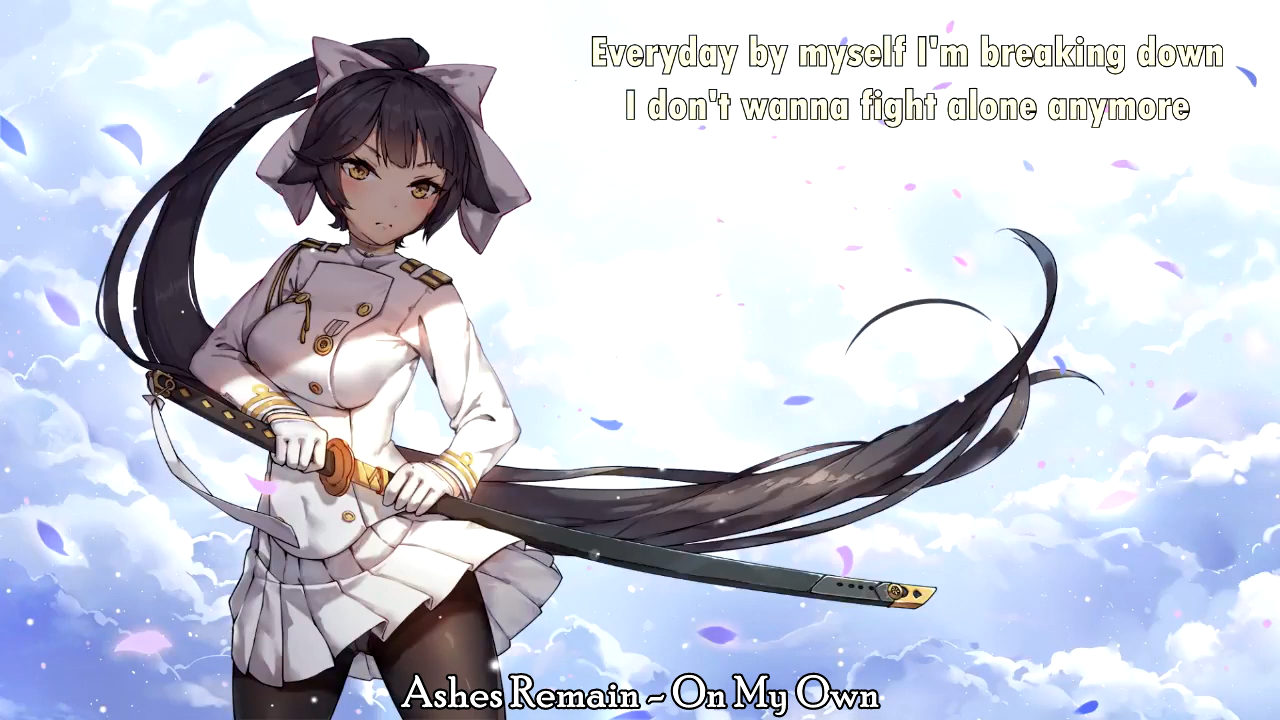 Everyday by myself I'm breaking down
I don't wanna fight alone anymore
Ashes Remain ~ On My Own